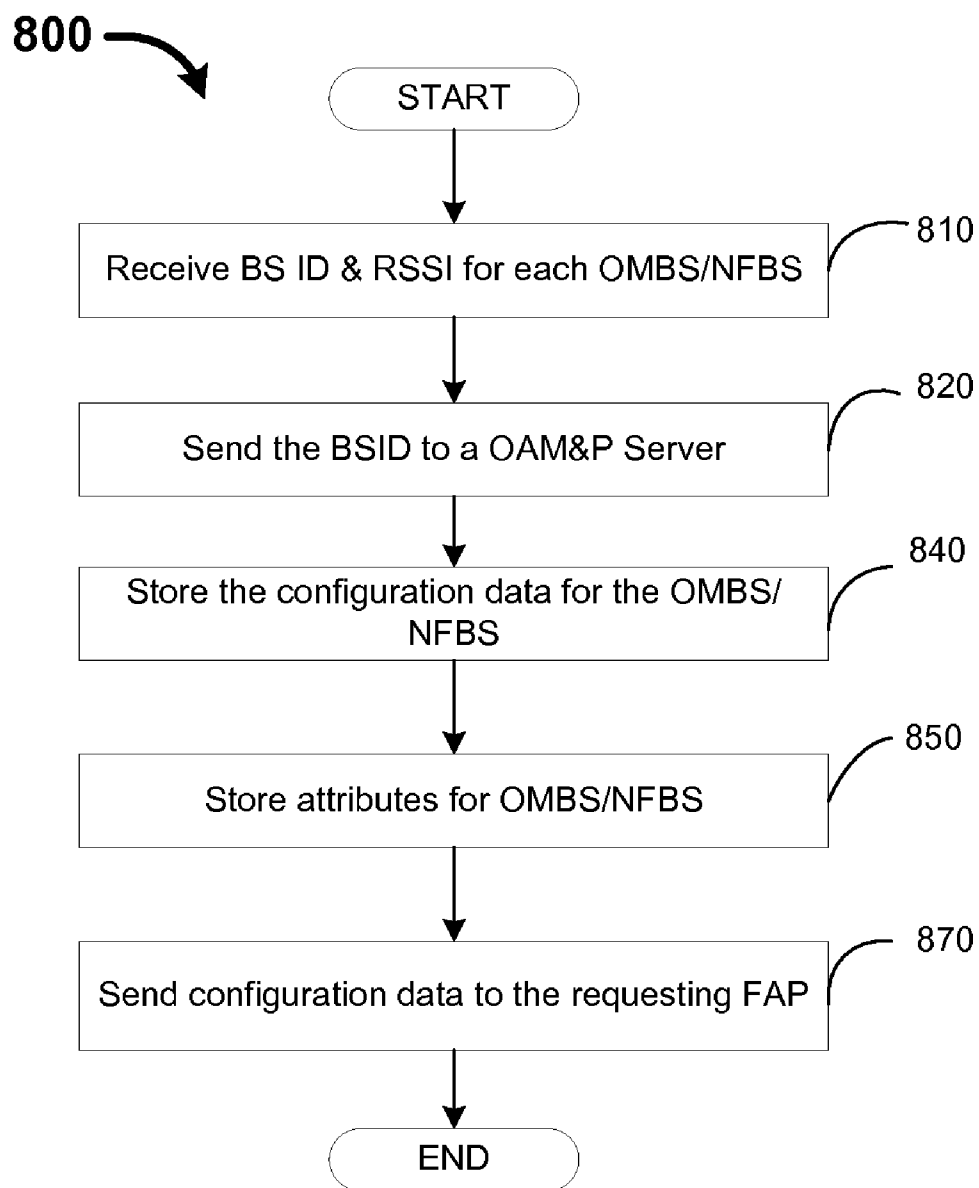 800
START
810
Receive BS ID & RSSI for each OMBS/NFBS
820
Send the BSID to a OAM&P Server
840
Store the configuration data for the OMBS/
NFBS
850
Store attributes for OMBS/NFBS
870
Send configuration data to the requesting FAP
END